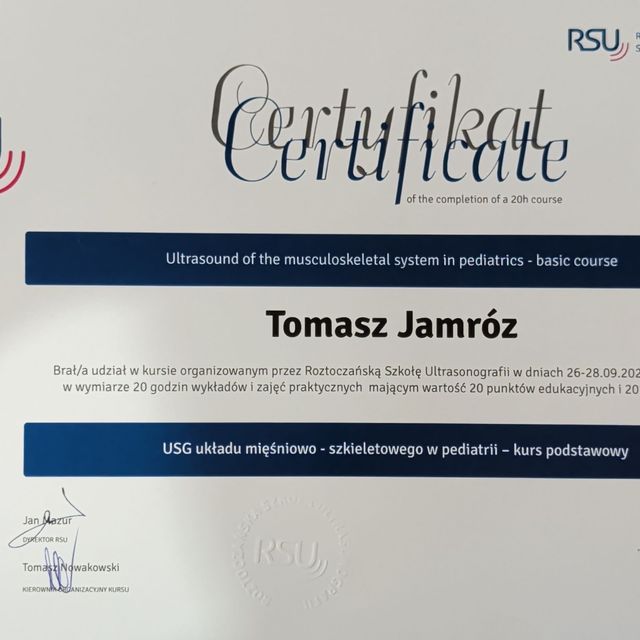 RSU
Certyfikat
Certificate
of the completion of a 20h course
Ultrasound of the musculoskeletal system in pediatrics - basic course
Tomasz Jamróz
Brał/a udział w kursie organizowanym przez Roztoczańską Szkołę Ultrasonografii w dniach 26-28.09.202
w wymiarze 20 godzin wykładów i zajęć praktycznych mającym wartość 20 punktów edukacyjnych i 20
USG układu mięśniowo - szkieletowego w pediatrii – kurs podstawowy
Jan Mazur
DYREKTOR RSU
Tomasz Nowakowski
KIEROWNIK ORGANIZACYJNY KURSU
RSU